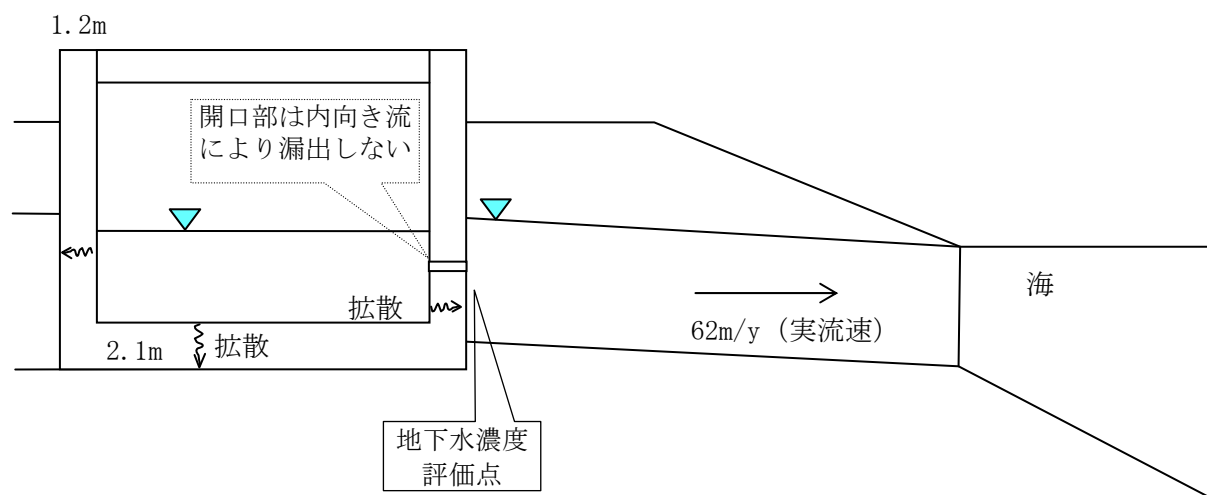 1.2m
開口部は内向き流
により漏出しない
海
拡散
62m/y (実流速)
2.1m
拡散
地下水濃度
評価点